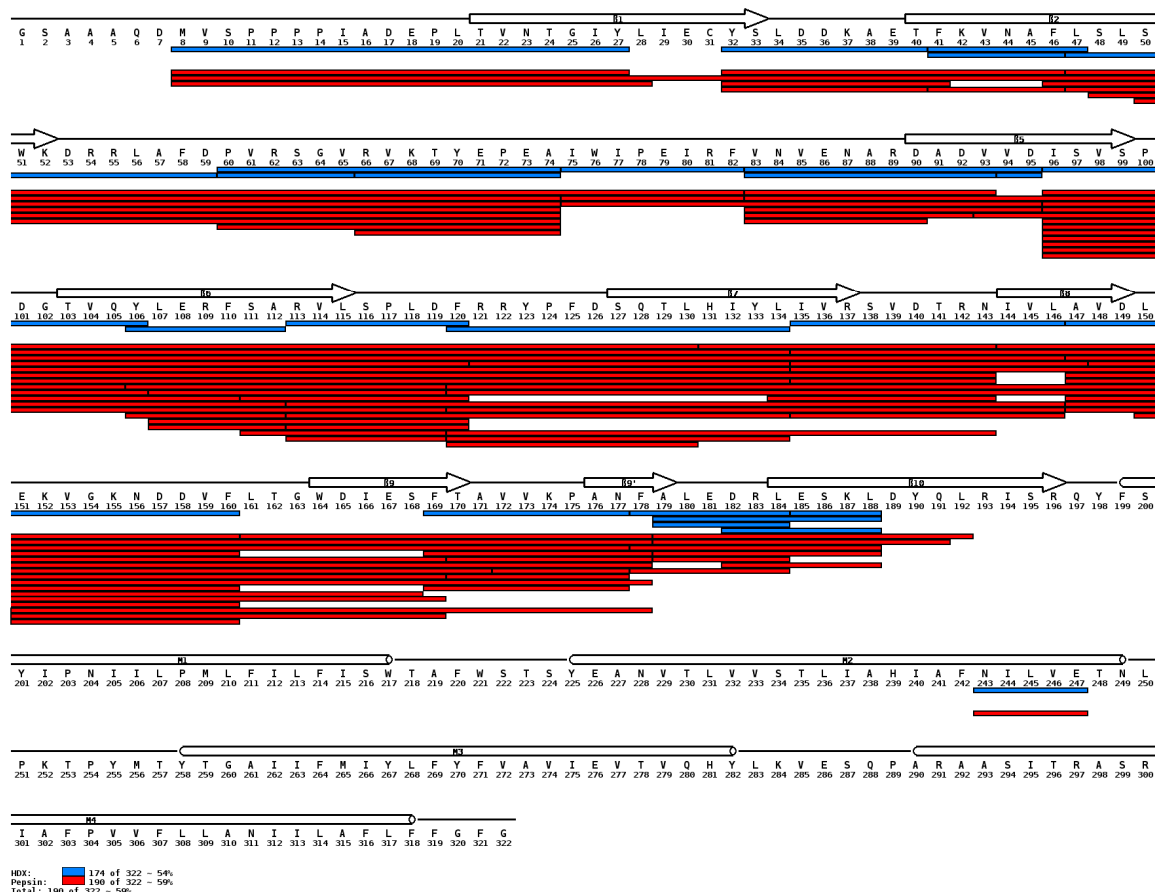 ß1 ß2
G S A A A Q D M V S P P P P I A D E P L T V N T G I Y L I E C Y S L D D K A E T F K V N A F L S L S
1 2 3 4 5 6 7 8 9 10 11 12 13 14 15 16 17 18 19 20 21 22 23 24 25 26 27 28 29 30 31 32 33 34 35 36 37 38 39 40 41 42 43 44 45 46 47 48 49 50
ß5
W K D R R L A F D P V R S G V R V K T Y E P E A I W I P E I R F V N V E N A R D A D V V D I S V S P
51 52 53 54 55 56 57 58 59 60 61 62 63 64 65 66 67 68 69 70 71 72 73 74 75 76 77 78 79 80 81 82 83 84 85 86 87 88 89 90 91 92 93 94 95 96 97 98 99 100
ß6 ß7 ß8
D G T V Q Y L E R F S A R V L S P L D F R R Y P F D S Q T L H I Y L I V R S V D T R N I V L A V D L
101 102 103 104 105 106 107 108 109 110 111 112 113 114 115 116 117 118 119 120 121 122 123 124 125 126 127 128 129 130 131 132 133 134 135 136 137 138 139 140 141 142 143 144 145 146 147 148 149 150
ß9 ß9' ß10
E K V G K N D D V F L T G W D I E S F T A V V K P A N F A L E D R L E S K L D Y Q L R I S R Q Y F S
151 152 153 154 155 156 157 158 159 160 161 162 163 164 165 166 167 168 169 170 171 172 173 174 175 176 177 178 179 180 181 182 183 184 185 186 187 188 189 190 191 192 193 194 195 196 197 198 199 200
M1 M2
Y I P N I I L P M L F I L F I S W T A F W S T S Y E A N V T L V V S T L I A H I A F N I L V E T N L
201 202 203 204 205 206 207 208 209 210 211 212 213 214 215 216 217 218 219 220 221 222 223 224 225 226 227 228 229 230 231 232 233 234 235 236 237 238 239 240 241 242 243 244 245 246 247 248 249 250
M3
P K T P Y M T Y T G A I I F M I Y L F Y F V A V I E V T V Q H Y L K V E S Q P A R A A S I T R A S R
251 252 253 254 255 256 257 258 259 260 261 262 263 264 265 266 267 268 269 270 271 272 273 274 275 276 277 278 279 280 281 282 283 284 285 286 287 288 289 290 291 292 293 294 295 296 297 298 299 300
M4
I A F P V V F L L A N I I L A F L F F G F G
301 302 303 304 305 306 307 308 309 310 311 312 313 314 315 316 317 318 319 320 321 322
HDX: 174 of 322 ~ 54%
Pepsin: 190 of 322 ~ 59%
Total: 190 of 322 ~ 59%